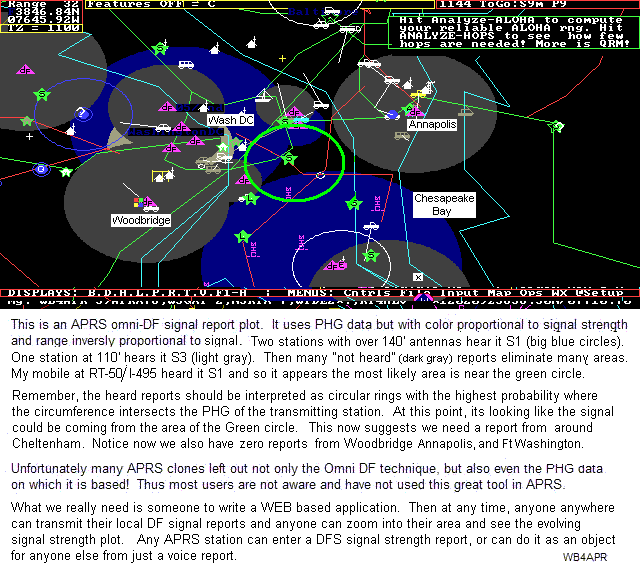 Range 32
3846.84N
07645.92W
TZ = 1100
Features OFF = C
1144 ToGo:S9m P9
Hit Analyze-ALOHA to compute
your reliable ALOHA rng. Hit
ANALYZE-HOPS to see how few
hops are needed! More is QRM!
Wash DC
Annapolis
Chesapeake
Bay
Woodbridge
DISPLAYS: B.D.H.L.P.R.T.V.F1-H : MENUS: Cntrls File Input Map Ops WX @Setup
This is an APRS omni-DF signal report plot. It uses PHG data but with color proportional to signal strength
and range inversly proportional to signal. Two stations with over 140' antennas hear it S1 (big blue circles).
One station at 110' hears it S3 (light gray). Then many "not heard" (dark gray) reports eliminate many areas.
My mobile at RT-50/I-495 heard it S1 and so it appears the most likely area is near the green circle.
Remember, the heard reports should be interpreted as circular rings with the highest probability where
the circumference intersects the PHG of the transmitting station. At this point, its looking like the signal
could be coming from the area of the Green circle. This now suggests we need a report from around
Cheltenham. Notice now we also have zero reports from Woodbridge Annapolis, and Ft Washington.
Unfortunately many APRS clones left out not only the Omni DF technique, but also even the PHG data
on which it is based! Thus most users are not aware and have not used this great tool in APRS.
What we really need is someone to write a WEB based application. Then at any time, anyone anywhere
can transmit their local DF signal reports and anyone can zoom into their area and see the evolving
signal strength plot. Any APRS station can enter a DFS signal strength report, or can do it as an object
for anyone else from just a voice report.
WB4APR